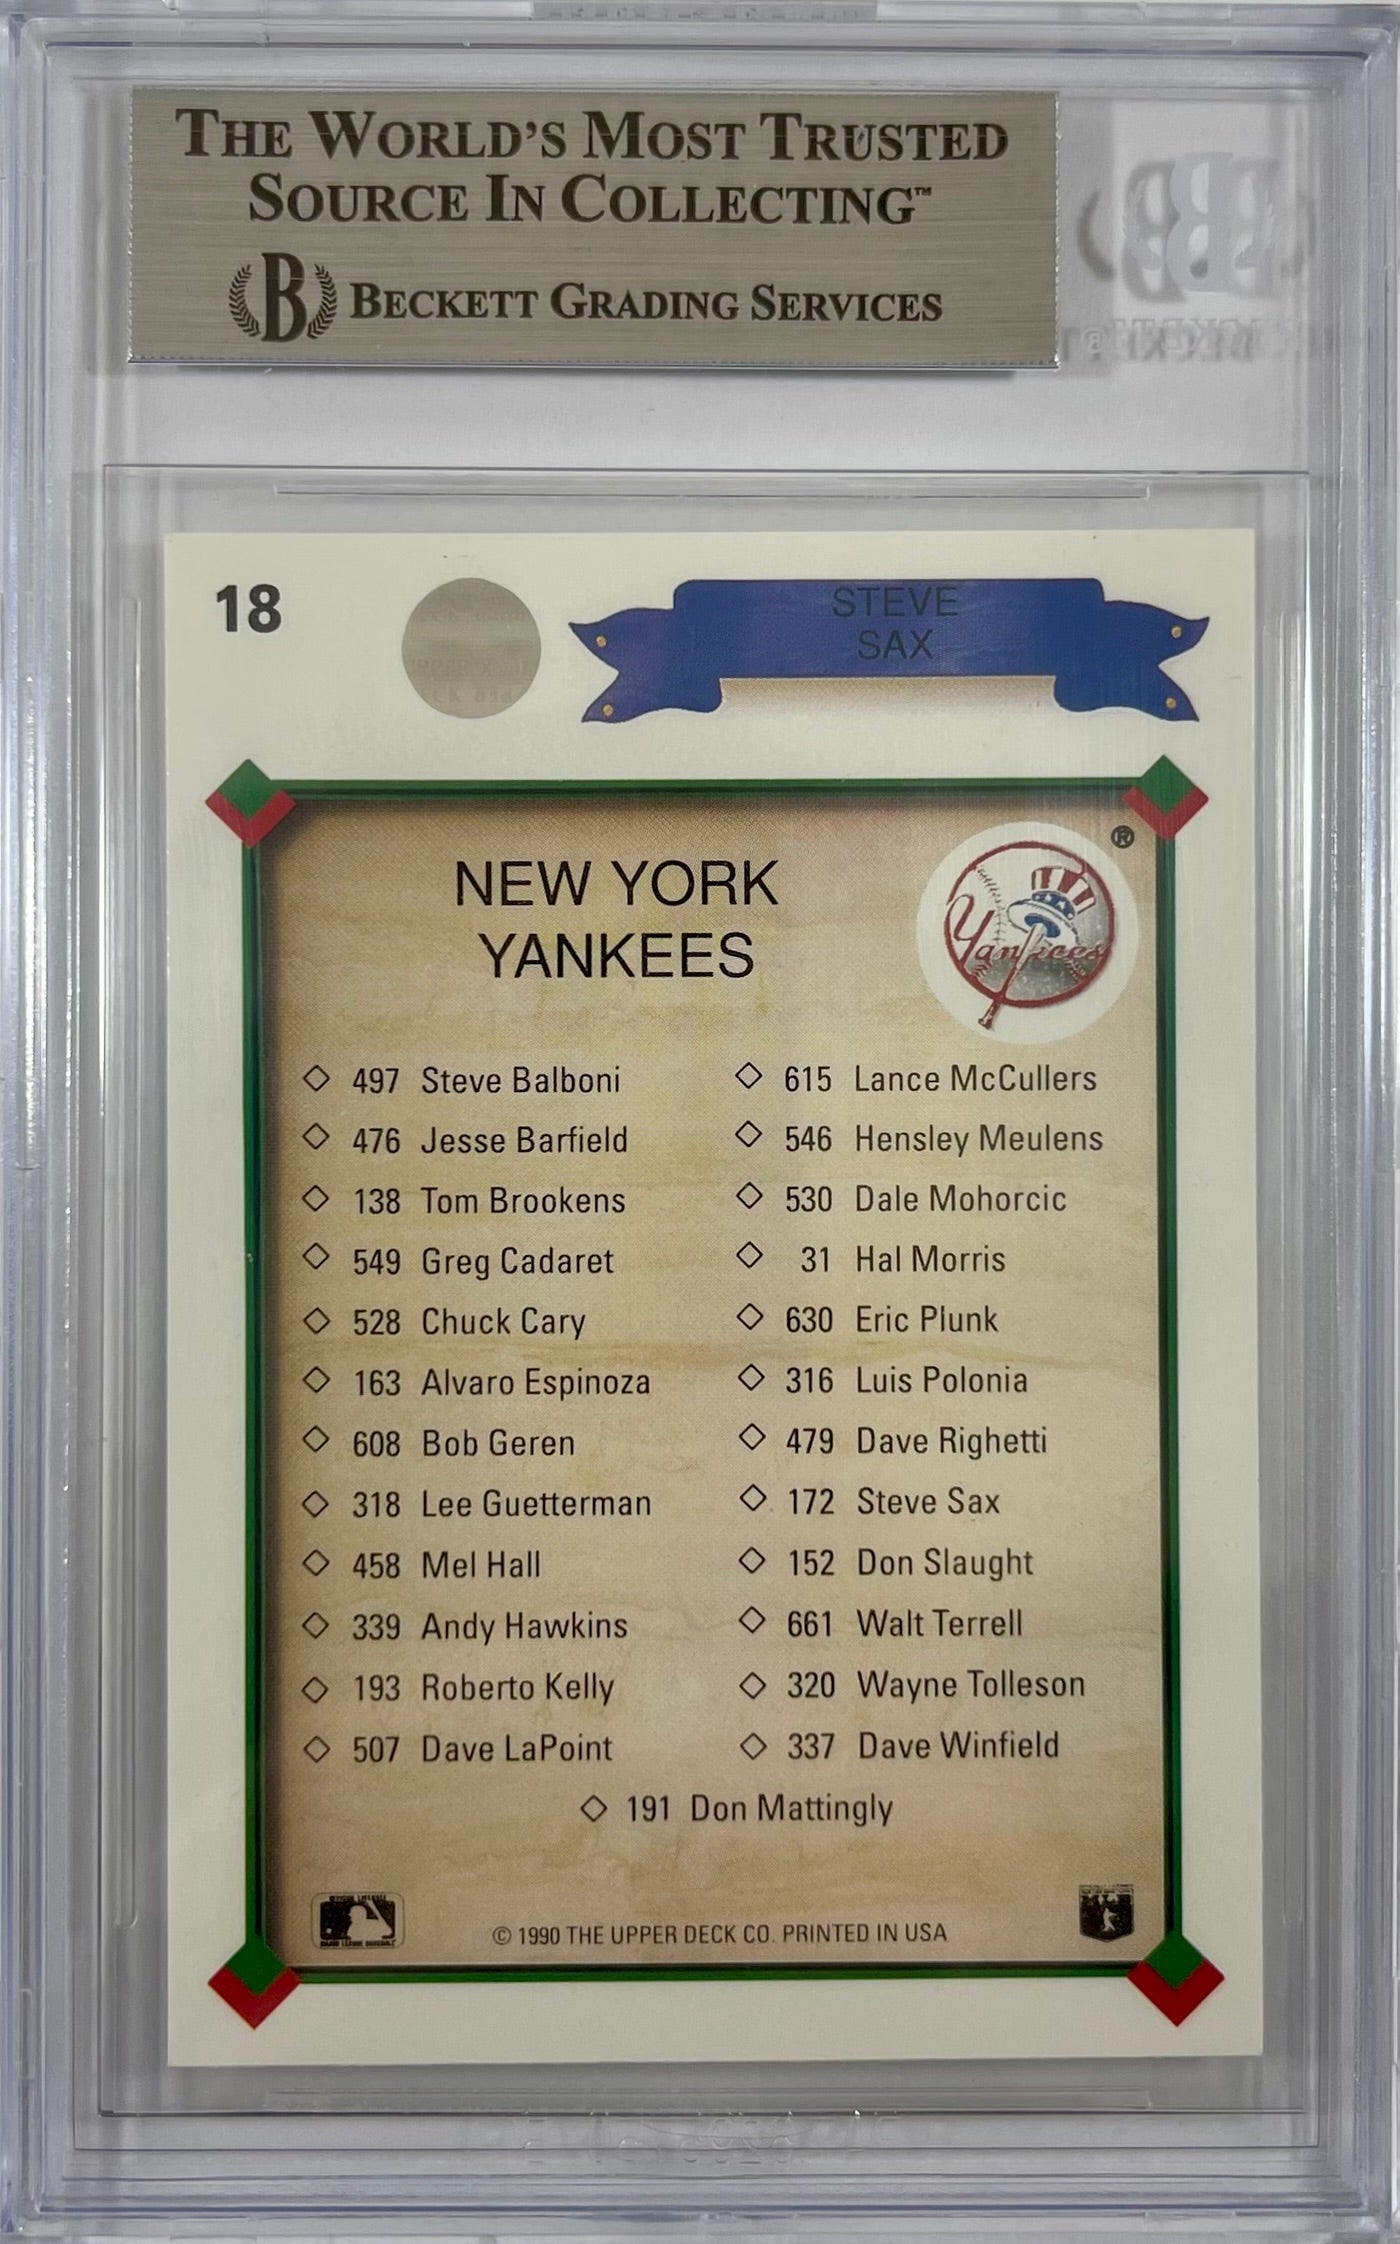 THE WORLD'S MOST TRUSTED
SOURCE IN COLLECTING™
B BECKETT GRADING SERVICES
18
STEVE
SAX
NEW YORK
YANKEES
®
Yankees
497 Steve Balboni
476 Jesse Barfield
138 Tom Brookens
549 Greg Cadaret
528 Chuck Cary
163 Alvaro Espinoza
608 Bob Geren
318 Lee Guetterman
458 Mel Hall
339 Andy Hawkins
193 Roberto Kelly
507 Dave LaPoint
615 Lance McCullers
546 Hensley Meulens
530 Dale Mohorcic
31 Hal Morris
630 Eric Plunk
316 Luis Polonia
479 Dave Righetti
172 Steve Sax
152 Don Slaught
661 Walt Terrell
320 Wayne Tolleson
337 Dave Winfield
191 Don Mattingly
© 1990 THE UPPER DECK CO. PRINTED IN USA